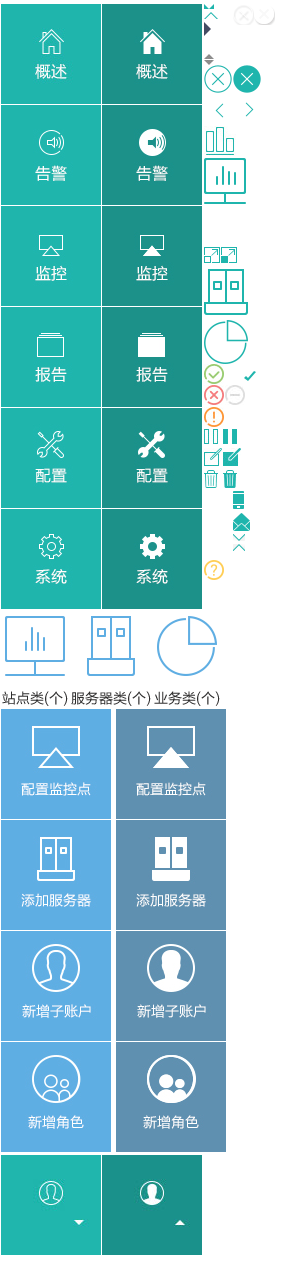 概述 概述
告警 告警
监控 监控
报告 报告
配置 配置
系统 系统
站点类(个) 服务器类(个) 业务类(个)
配置监控点 配置监控点
添加服务器 添加服务器
新增子账户 新增子账户
新增角色 新增角色